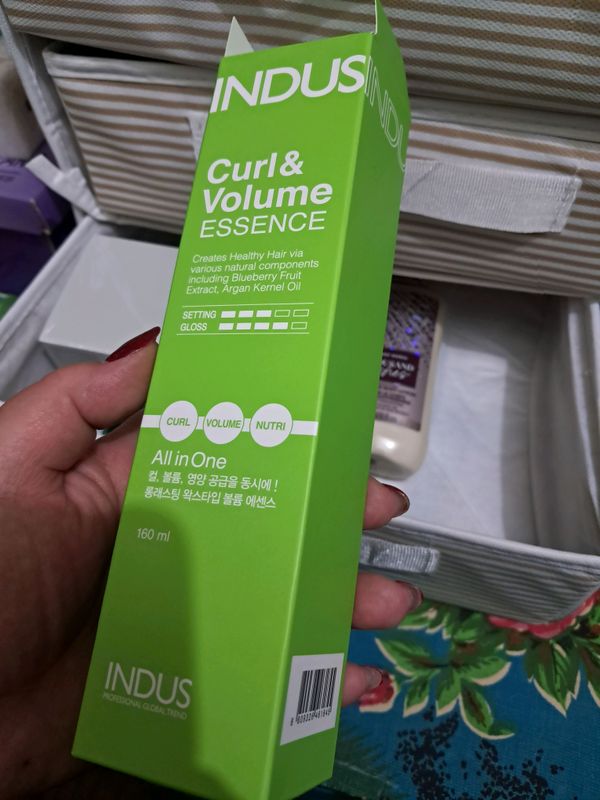 INDUS
INDU
Curl&
Volume
ESSENCE
Creates Healthy Hair via
various natural components
including Blueberry Fruit
Extract, Argan Kernel Oil
SETTING
GLOSS
CURL VOLUME NUTRI
All in One
컬, 볼륨, 영양 공급을 동시에!
롱래스팅 왁스타입 볼륨 에센스
160 ml
INDUS
PROFESSIONAL GLOBAL TREND